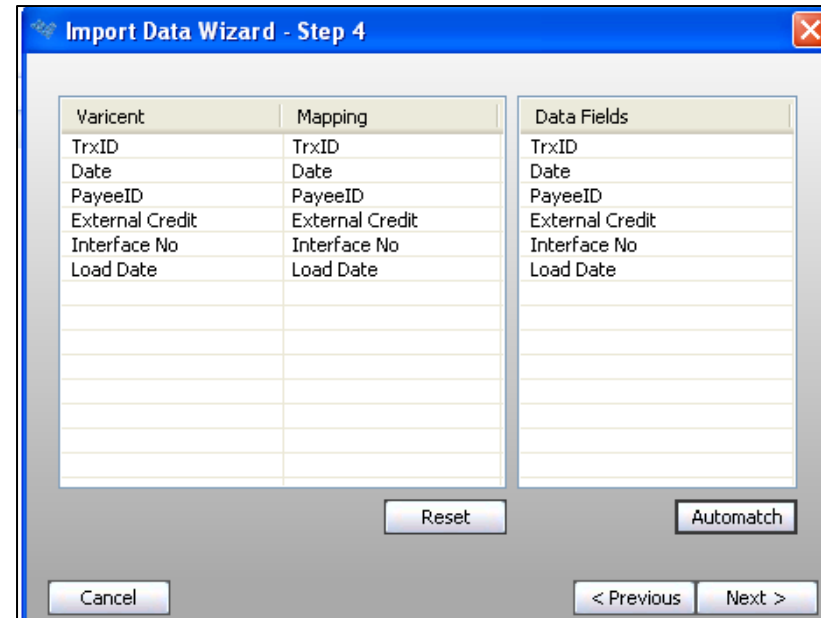 Import Data Wizard - Step 4
Varicent Mapping Data Fields
TrxID TrxID TrxID
Date Date Date
PayeeID PayeeID PayeeID
External Credit External Credit External Credit
Interface No Interface No Interface No
Load Date Load Date Load Date
Reset Automatch
Cancel < Previous Next >